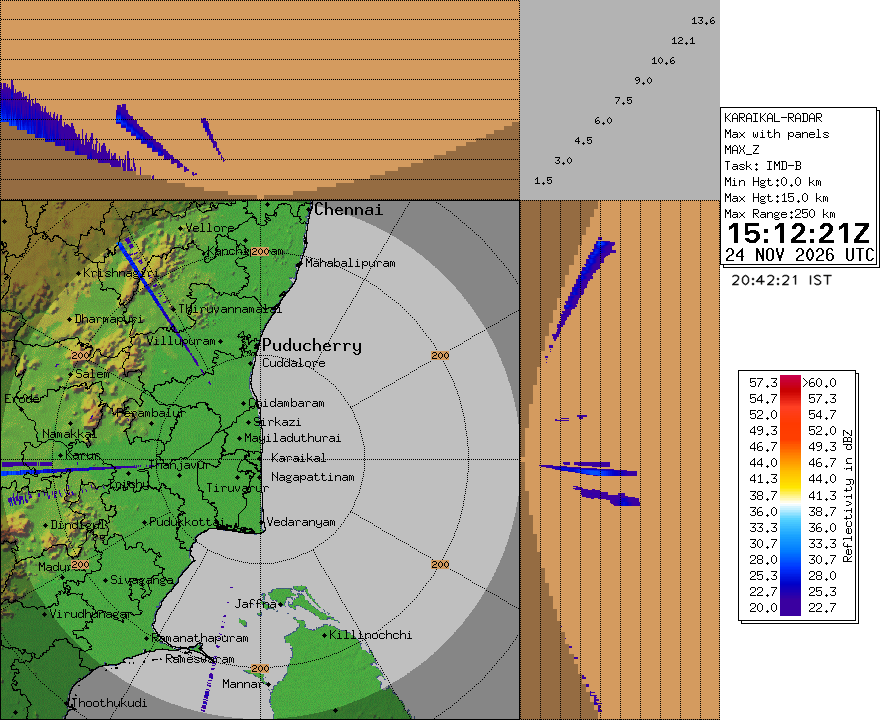 13.6
12.1
10.6
9.0
7.5
6.0
4.5
3.0
1.5
KARAIKAL-RADAR
Max with panels
MAX_Z
Task: IMD-B
Min Hgt:0.0 km
Max Hgt:15.0 km
Max Range:250 km
15:12:21Z
24 NOV 2026 UTC
20:42:21 IST
Chennai
Vellore
200
Mahabalipuram
Krishnagiri
Thiruvannamalai
Dharmapuri
Villupuram
Puducherry
200
200
Cuddalore
Salem
Erode
Chidambaram
Perambalur
Sirkazi
Namakkal
Mayiladuthurai
Karur
Karaikal
Thanjavur
Nagapattinam
Tiruvarur
Dindigul
Pudukkottai
Vedaranyam
200
200
Sivaganga
Jaffna
Virudhunagar
Ramanathapuram
Killinochchi
Rameswaram
200
Mannar
Thoothukudi
57.3 >60.0
54.7 57.3
52.0 54.7
49.3 52.0
46.7 49.3
44.0 46.7
41.3 44.0
38.7 41.3
36.0 38.7
33.3 36.0
30.7 33.3
28.0 30.7
25.3 28.0
22.7 25.3
20.0 22.7
Reflectivity in dBZ